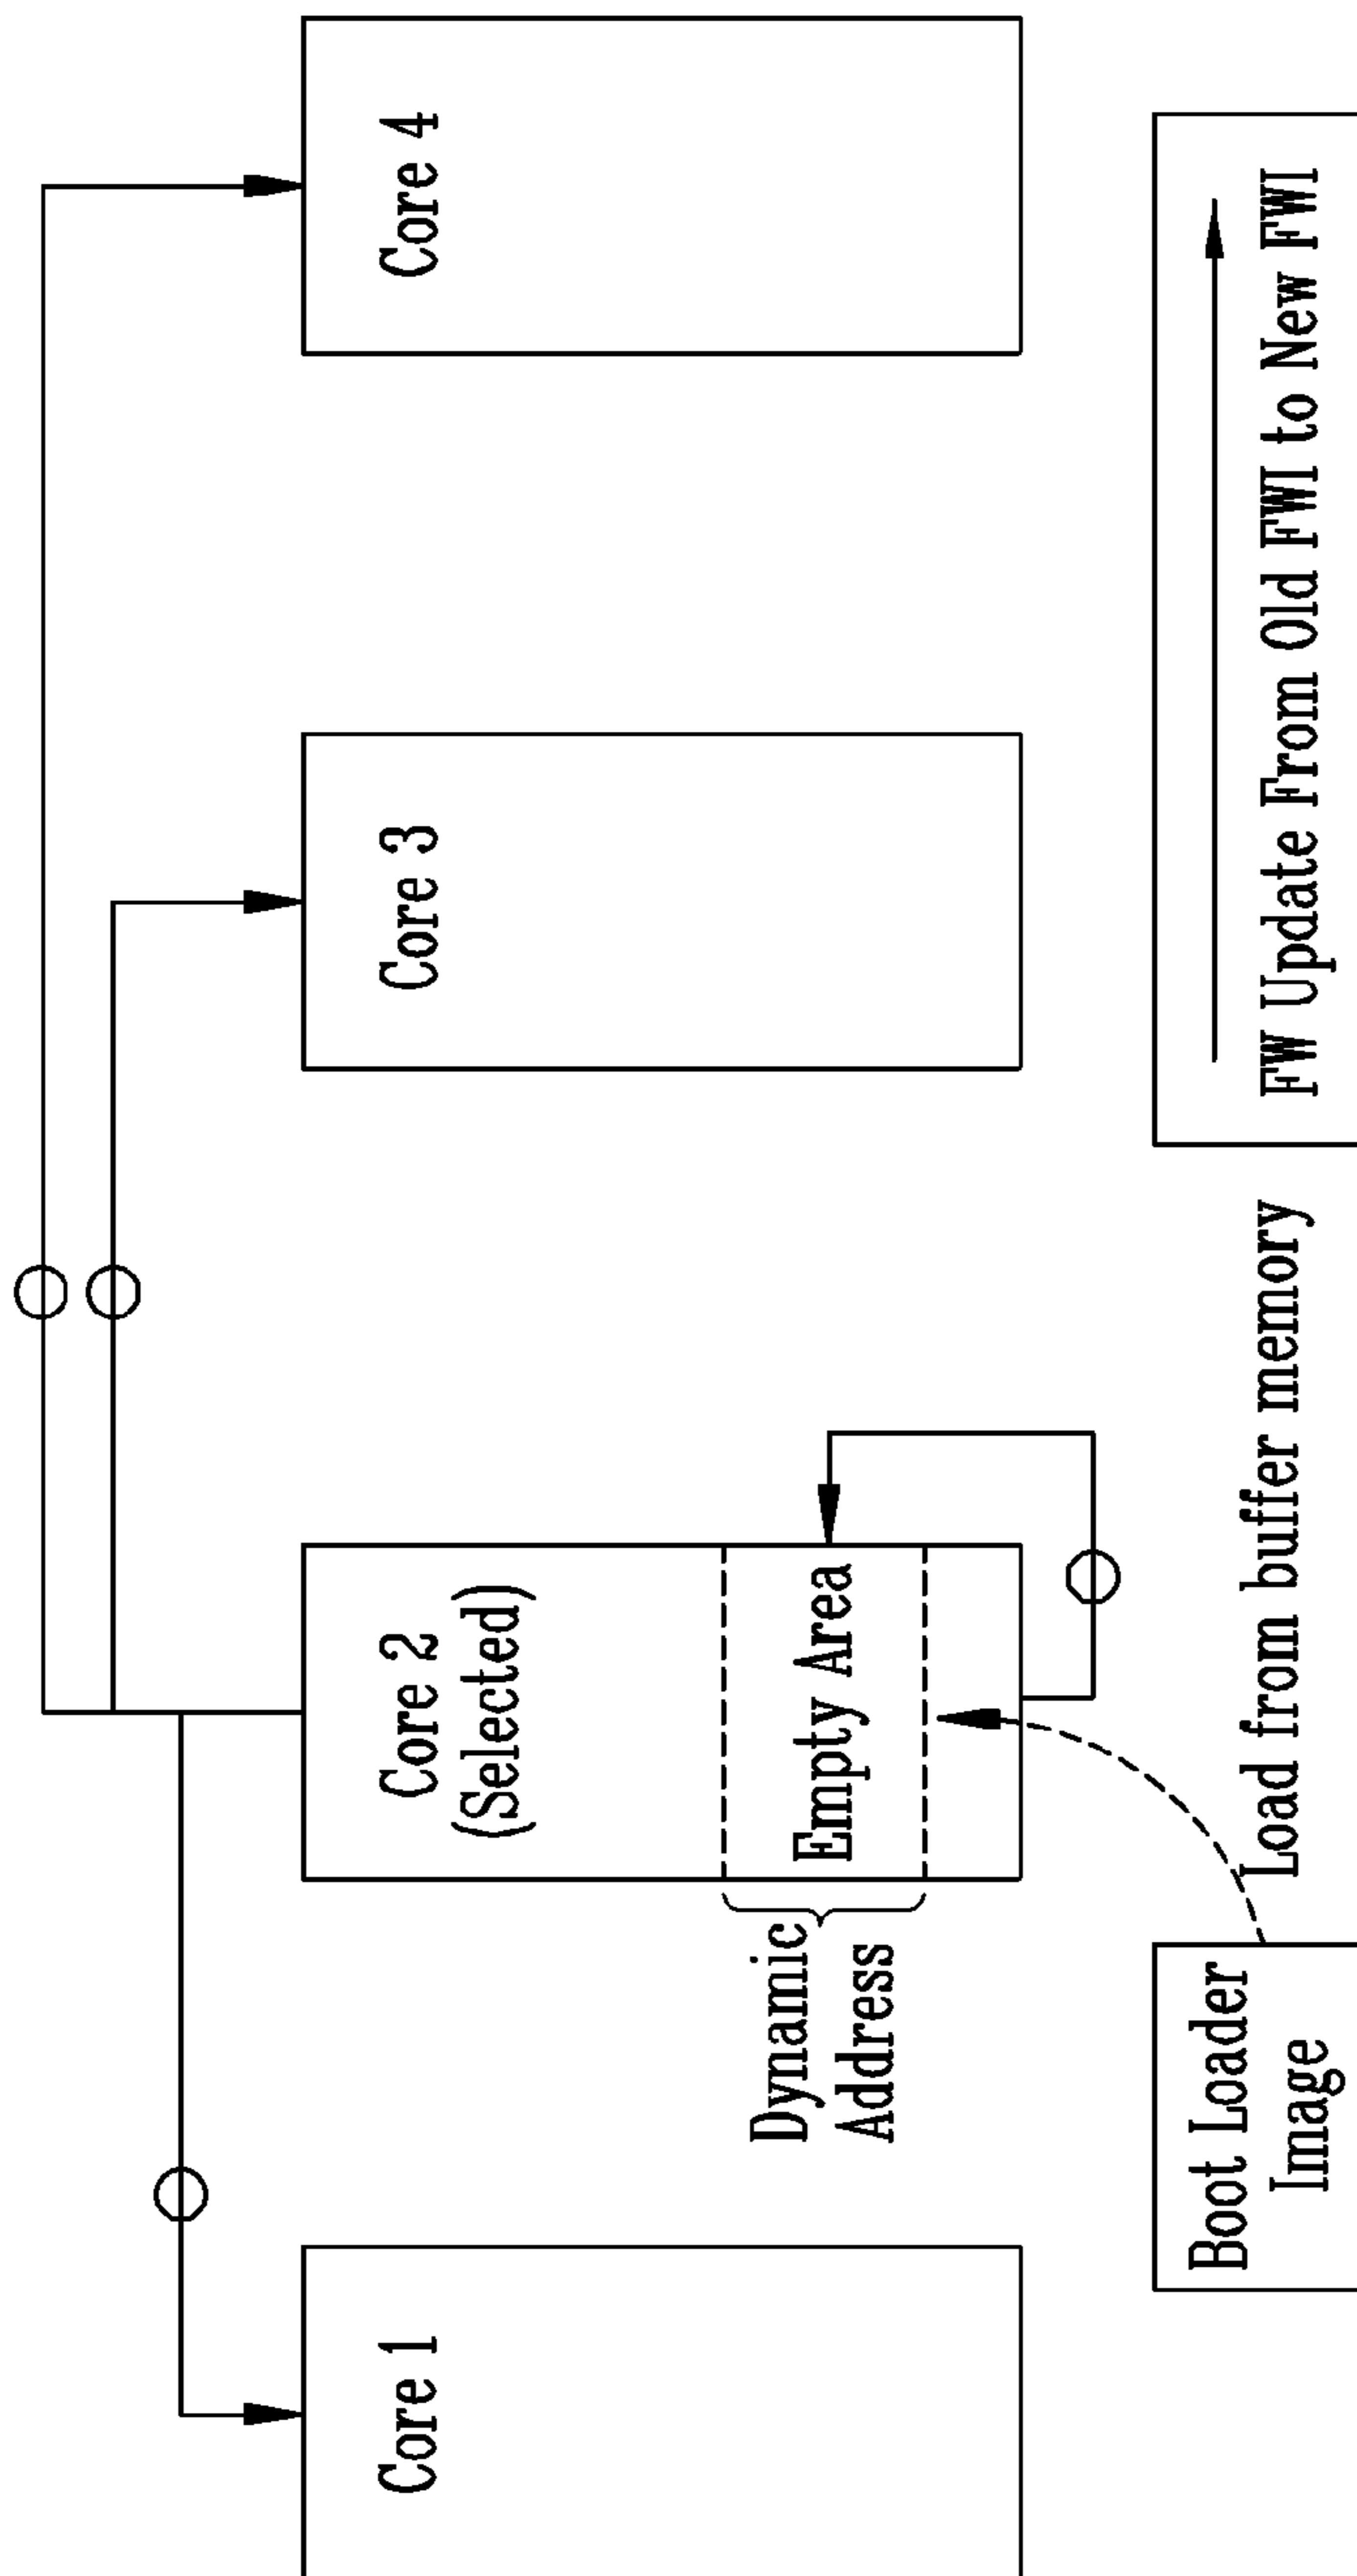 Core 1
Core 2
(Selected)
Core 3
Core 4
Dynamic
Address
Empty Area
Boot Loader
Image
Load from buffer memory
FW Update From Old FWI to New FWI